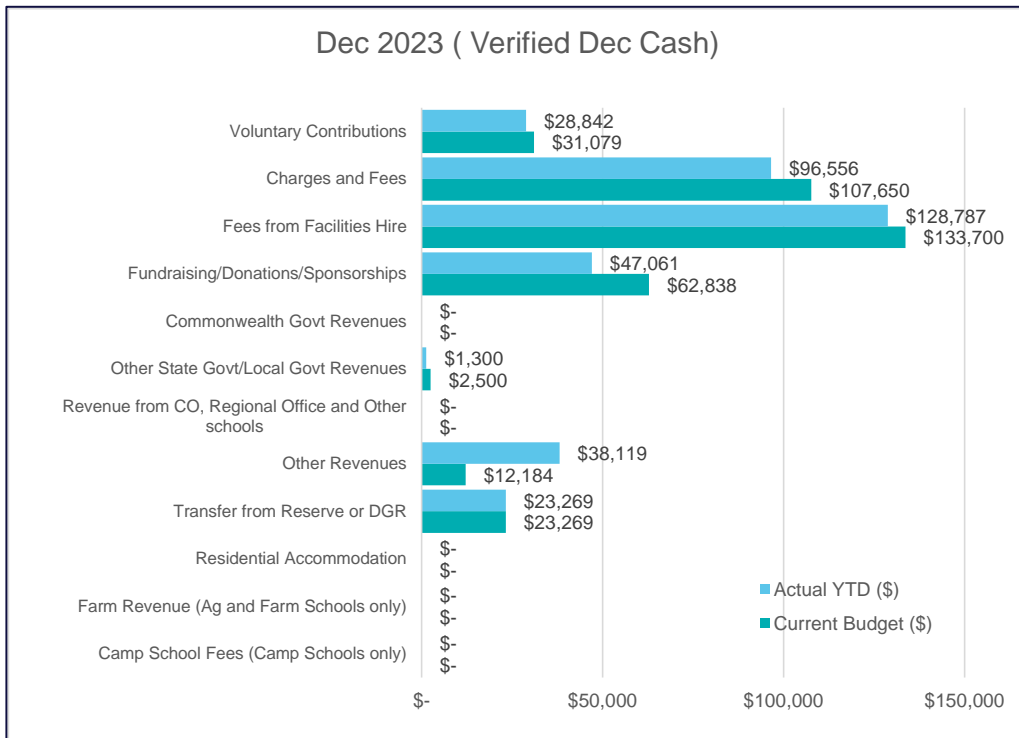 Dec 2023 ( Verified Dec Cash)
Voluntary Contributions
$28,842
$31,079
Charges and Fees
$96,556
$107,650
Fees from Facilities Hire
$128,787
$133,700
Fundraising/Donations/Sponsorships
$47,061
$62,838
Commonwealth Govt Revenues
$-
$-
Other State Govt/Local Govt Revenues
$1,300
$2,500
Revenue from CO, Regional Office and Other
schools
$-
$-
Other Revenues
$38,119
$12,184
Transfer from Reserve or DGR
$23,269
$23,269
Residential Accommodation
$-
$-
Farm Revenue (Ag and Farm Schools only)
$-
$-
Camp School Fees (Camp Schools only)
$-
$-
Actual YTD ($)
Current Budget ($)
$-
$50,000
$100,000
$150,000